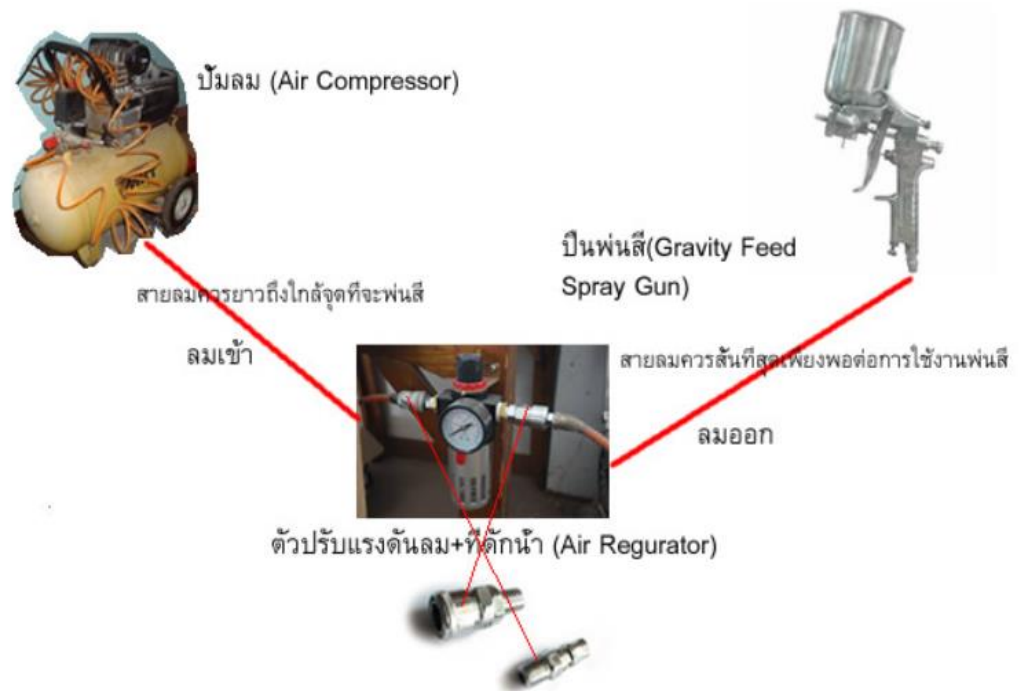 ปั้มลม (Air Compressor)
ปืนพ่นสี(Gravity Feed
Spray Gun)
สายลมควรยาวถึงใกล้จุดที่จะพ่นสี
ลมเข้า
สายลมควรสั้นที่สุดเพียงพอต่อการใช้งานพ่นสี
ลมออก
ตัวปรับแรงดันลม+ที่ดักน้ำ (Air Regurator)